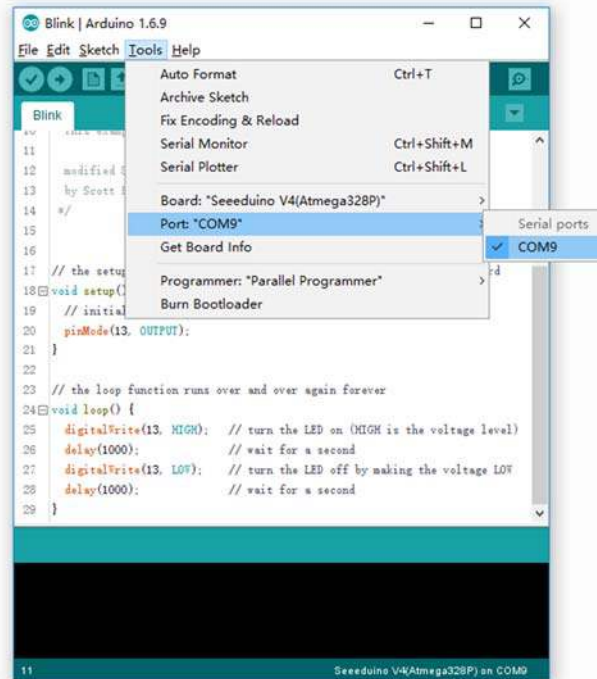 Blink | Arduino 1.6.9
File Edit Sketch Tools Help
Auto Format Ctrl+T
Archive Sketch
Fix Encoding & Reload
Serial Monitor Ctrl+Shift+M
Serial Plotter Ctrl+Shift+L
Board: "Seeeduino V4(Atmega328P)"
Port: "COM9"
Get Board Info
Programmer: "Parallel Programmer"
Burn Bootloader
Serial ports
COM9
Blink
11
12 modified
13 by Scott
14 */
15
16
17 // the setup rd
18 void setup()
19 //
20 pinMode(13, OUTPUT);
21 }
22
23 // the loop function runs over and over again forever
24 void loop() {
25 digitalWrite(13, HIGH); // turn the LED on (HIGH is the voltage level)
26 delay(1000); // wait for a second
27 digitalWrite(13, LOW); // turn the LED off by making the voltage LOW
28 delay(1000); // wait for a second
29 }
11 Seeeduino V4(Atmega328P) on COM9